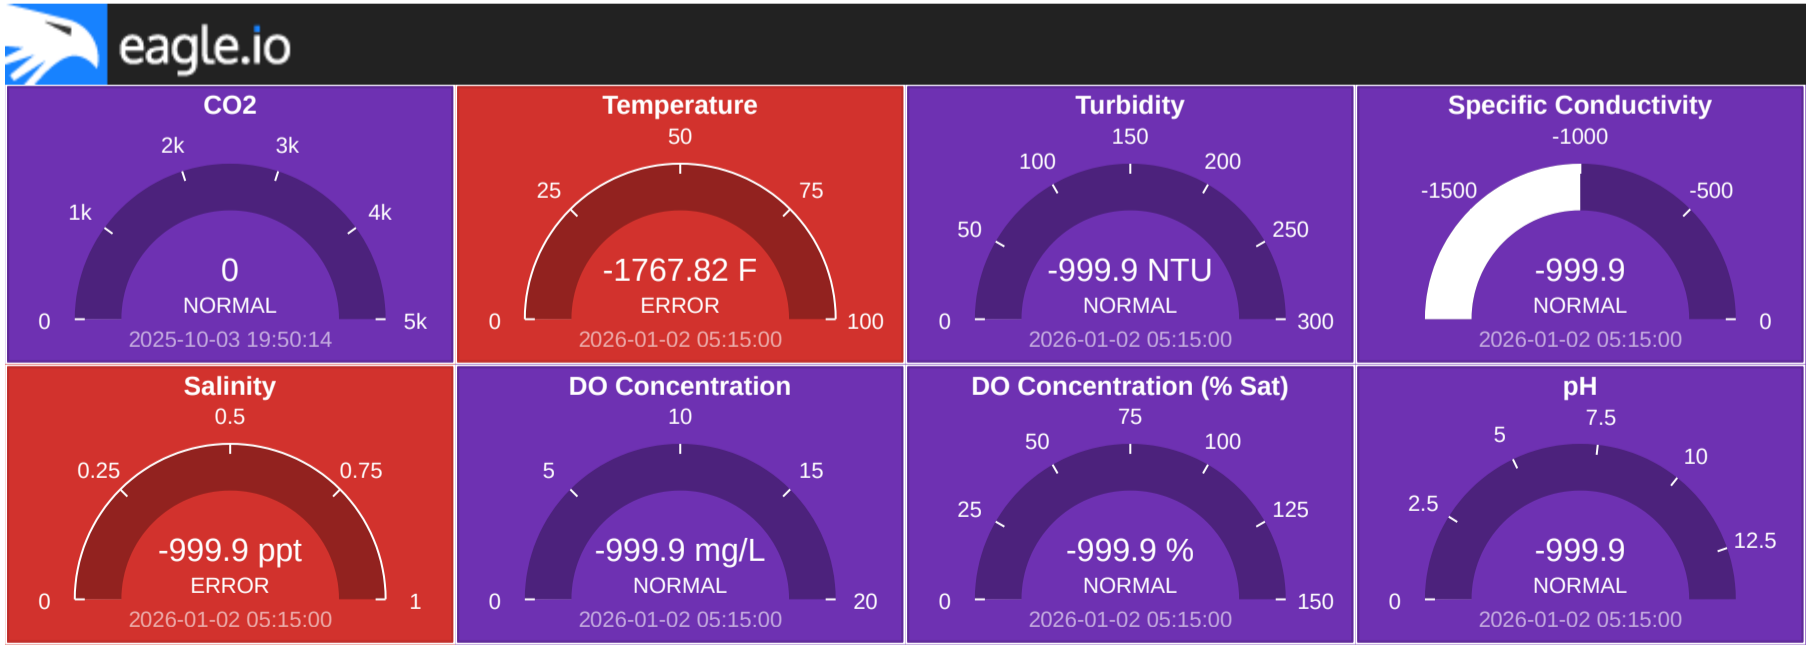 eagle.io
CO2
2k
3k
1k
4k
0
NORMAL
0
5k
2025-10-03 19:50:14
Temperature
50
25
75
-1767.82 F
ERROR
0
100
2026-01-02 05:15:00
Turbidity
150
100
200
50
250
-999.9 NTU
NORMAL
0
300
2026-01-02 05:15:00
Specific Conductivity
-1000
-1500
-500
-999.9
NORMAL
0
2026-01-02 05:15:00
Salinity
0.5
0.25
0.75
-999.9 ppt
ERROR
0
1
2026-01-02 05:15:00
DO Concentration
10
5
15
-999.9 mg/L
NORMAL
0
20
2026-01-02 05:15:00
DO Concentration (% Sat)
75
50
100
25
125
-999.9 %
NORMAL
0
150
2026-01-02 05:15:00
pH
7.5
5
10
2.5
12.5
-999.9
NORMAL
0
2026-01-02 05:15:00